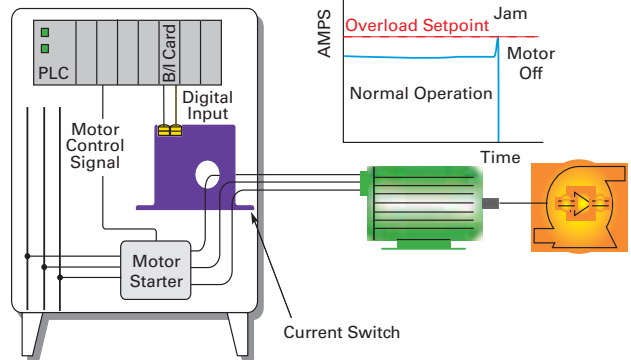 PLC
B/I Card
Digital
Input
Motor
Control
Signal
Motor
Starter
Current Switch
AMPS
Overload Setpoint
Jam
Motor
Off
Normal Operation
Time